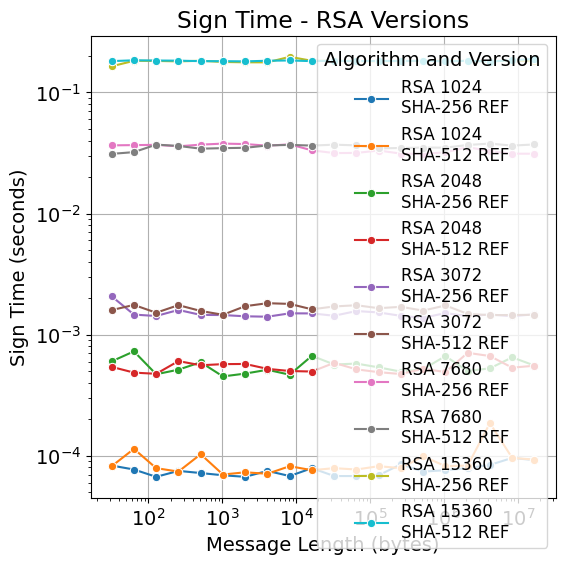 Sign Time - RSA Versions
Sign Time (seconds)
10⁻¹
10⁻²
10⁻³
10⁻⁴
Algorithm and Version
RSA 1024
SHA-256 REF
RSA 1024
SHA-512 REF
RSA 2048
SHA-256 REF
RSA 2048
SHA-512 REF
RSA 3072
SHA-256 REF
RSA 3072
SHA-512 REF
RSA 7680
SHA-256 REF
RSA 7680
SHA-512 REF
RSA 15360
SHA-256 REF
RSA 15360
SHA-512 REF
10² 10³ 10⁴ 10⁵ 10⁶ 10⁷
Message Length (bytes)